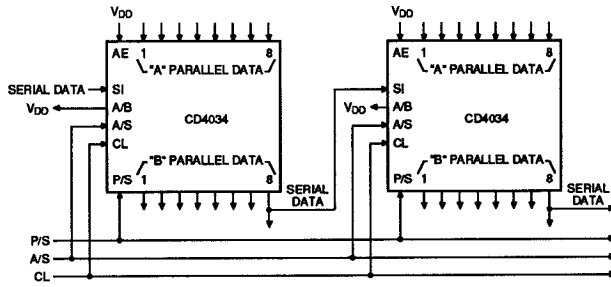 VDD VDD
AE 1 8 AE 1 8
"A" PARALLEL DATA "A" PARALLEL DATA
SERIAL DATA SI SI
VDD A/B VDD A/B
CD4034 CD4034
A/S A/S
CL CL
"B" PARALLEL DATA "B" PARALLEL DATA
P/S 1 8 P/S 1 8
SERIAL DATA SERIAL DATA
P/S
A/S
CL